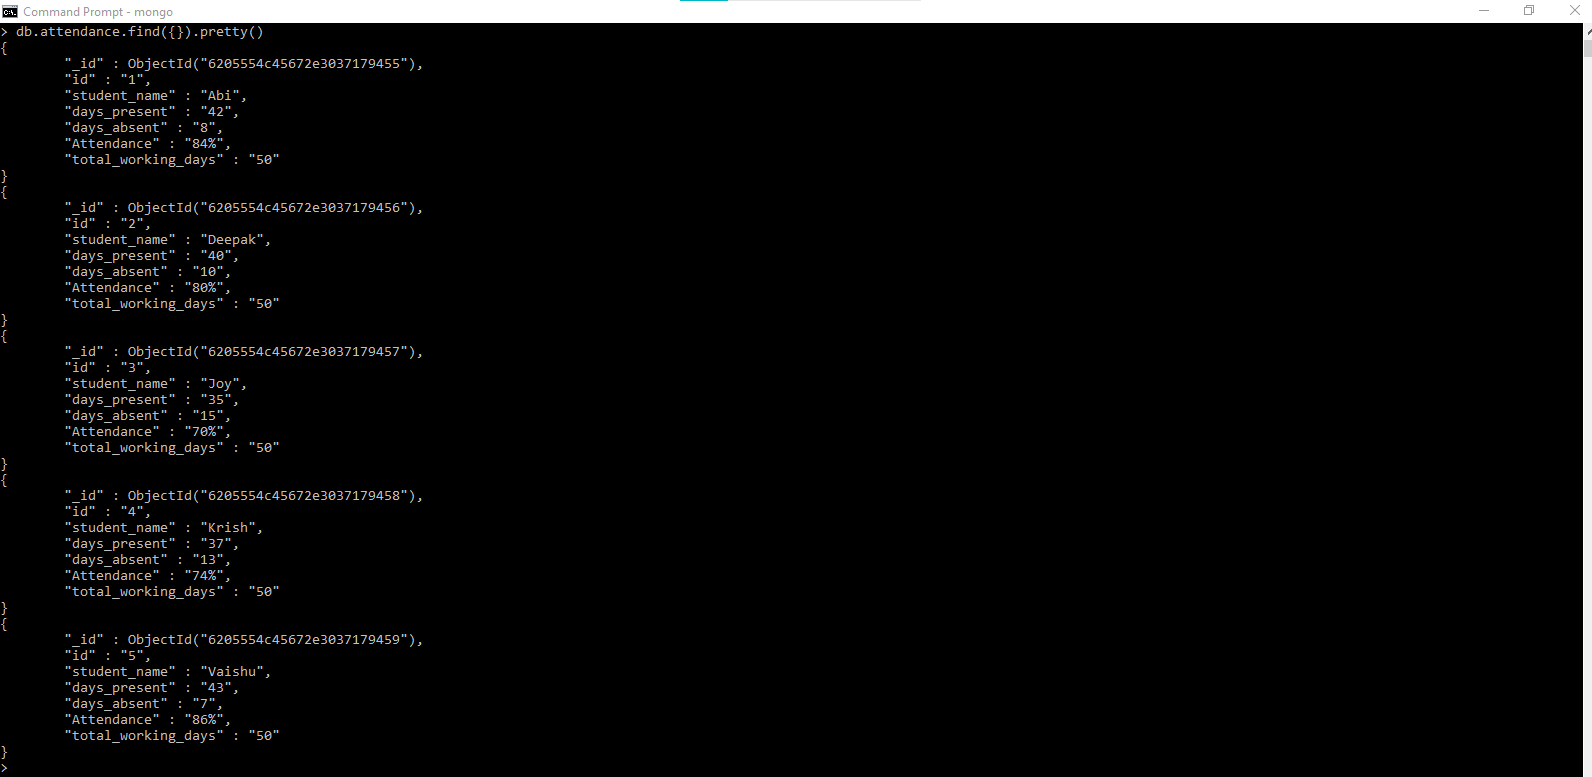 Command Prompt - mongo
> db.attendance.find({}).pretty()
{
        "_id" : ObjectId("6205554c45672e3037179455"),
        "id" : "1",
        "student_name" : "Abi",
        "days_present" : "42",
        "days_absent" : "8",
        "Attendance" : "84%",
        "total_working_days" : "50"
}
{
        "_id" : ObjectId("6205554c45672e3037179456"),
        "id" : "2",
        "student_name" : "Deepak",
        "days_present" : "40",
        "days_absent" : "10",
        "Attendance" : "80%",
        "total_working_days" : "50"
}
{
        "_id" : ObjectId("6205554c45672e3037179457"),
        "id" : "3",
        "student_name" : "Joy",
        "days_present" : "35",
        "days_absent" : "15",
        "Attendance" : "70%",
        "total_working_days" : "50"
}
{
        "_id" : ObjectId("6205554c45672e3037179458"),
        "id" : "4",
        "student_name" : "Krish",
        "days_present" : "37",
        "days_absent" : "13",
        "Attendance" : "74%",
        "total_working_days" : "50"
}
{
        "_id" : ObjectId("6205554c45672e3037179459"),
        "id" : "5",
        "student_name" : "Vaishu",
        "days_present" : "43",
        "days_absent" : "7",
        "Attendance" : "86%",
        "total_working_days" : "50"
}
>